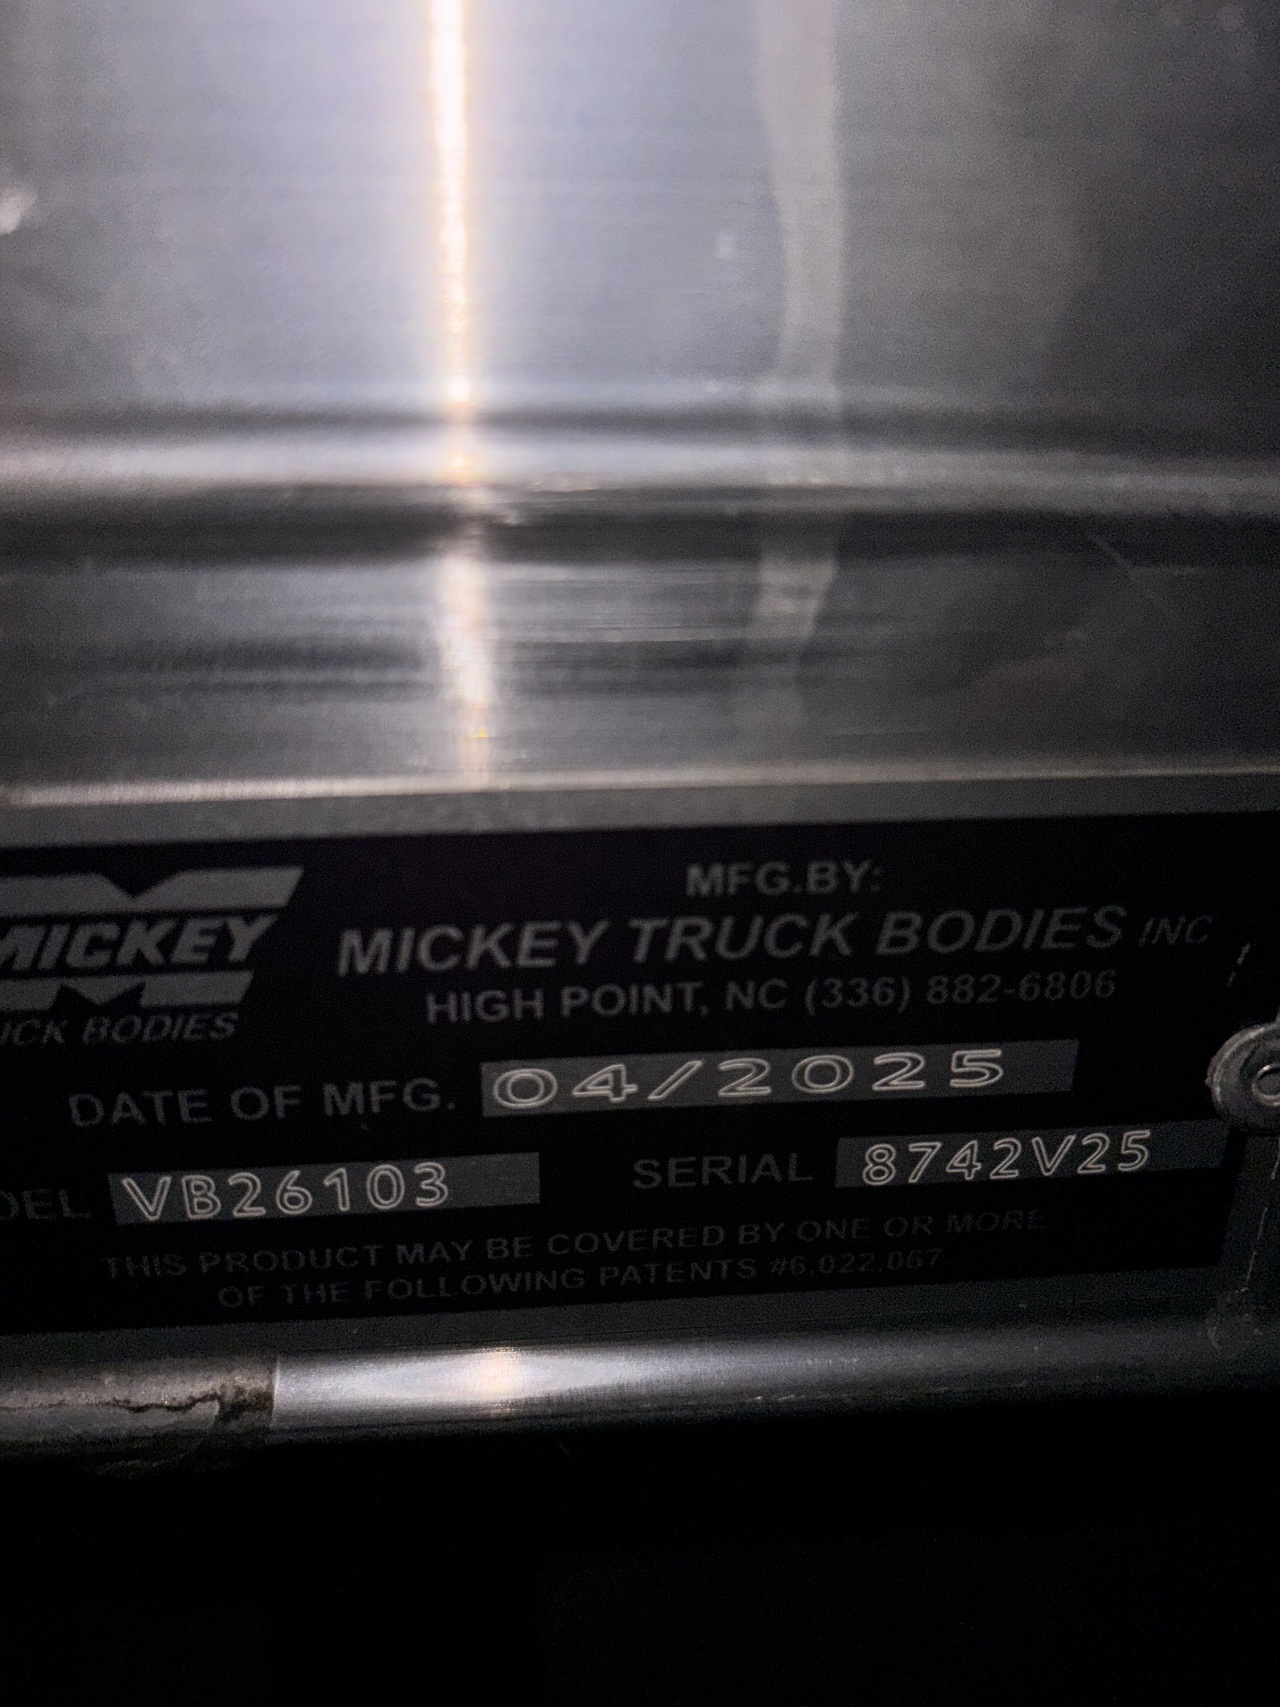 MFG.BY:
MICKEY
MICKEY TRUCK BODIES INC
HIGH POINT, NC (336) 882-6806
BODIES
DATE OF MFG. 04/2025
VB26103 SERIAL 8742V25
THIS PRODUCT MAY BE COVERED BY ONE OR MORE
OF THE FOLLOWING PATENTS #6,022,067